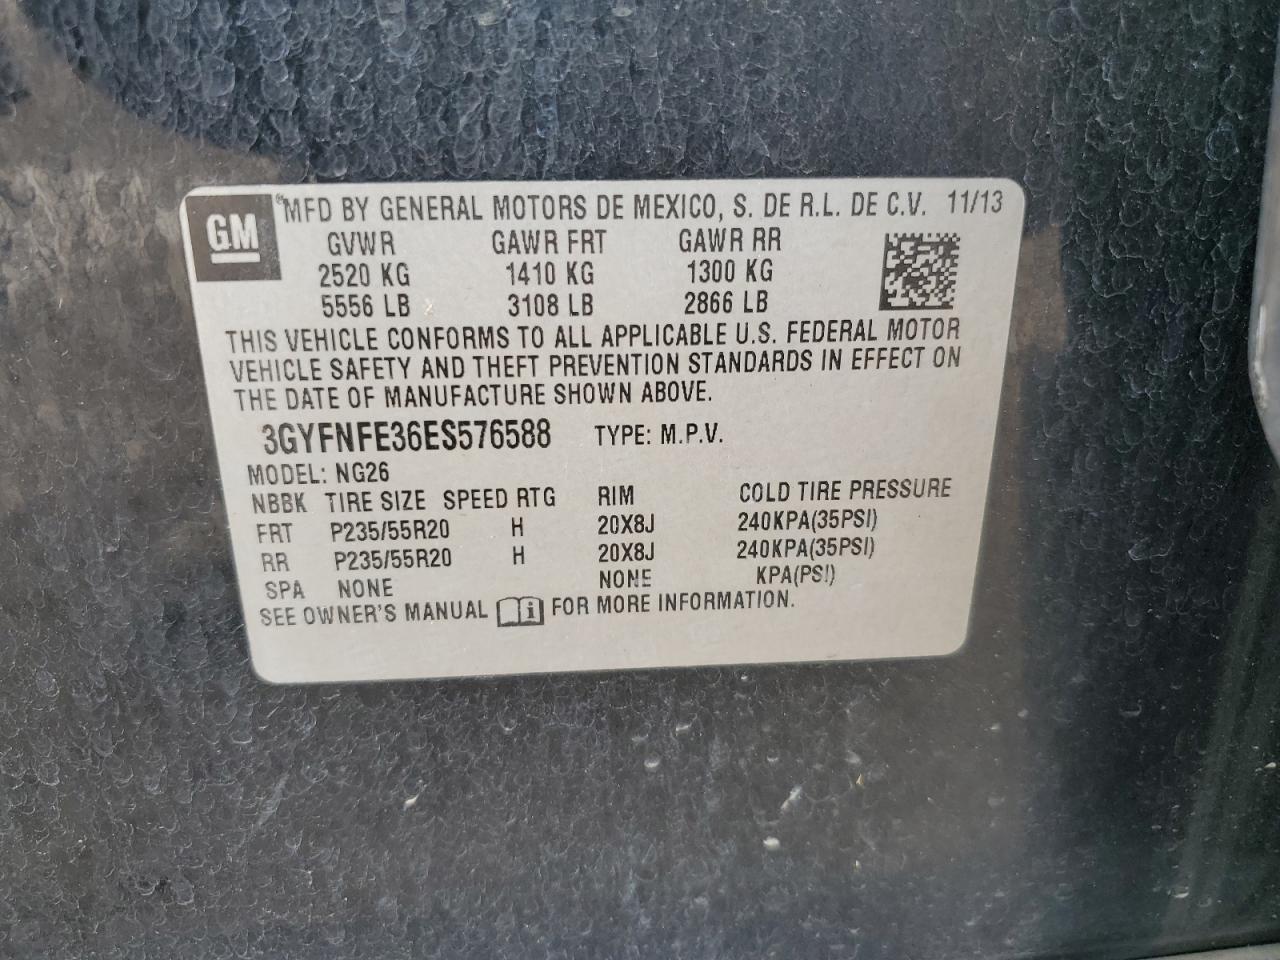 GM
®MFD BY GENERAL MOTORS DE MEXICO, S. DE R.L. DE C.V. 11/13
GVWR GAWR FRT GAWR RR
2520 KG 1410 KG 1300 KG
5556 LB 3108 LB 2866 LB
THIS VEHICLE CONFORMS TO ALL APPLICABLE U.S. FEDERAL MOTOR
VEHICLE SAFETY AND THEFT PREVENTION STANDARDS IN EFFECT ON
THE DATE OF MANUFACTURE SHOWN ABOVE.
3GYFNFE36ES576588 TYPE: M.P.V.
MODEL: NG26
NBBK TIRE SIZE SPEED RTG RIM COLD TIRE PRESSURE
FRT P235/55R20 H 20X8J 240KPA(35PSI)
RR P235/55R20 H 20X8J 240KPA(35PSI)
SPA NONE NONE KPA(PSI)
SEE OWNER'S MANUAL i FOR MORE INFORMATION.